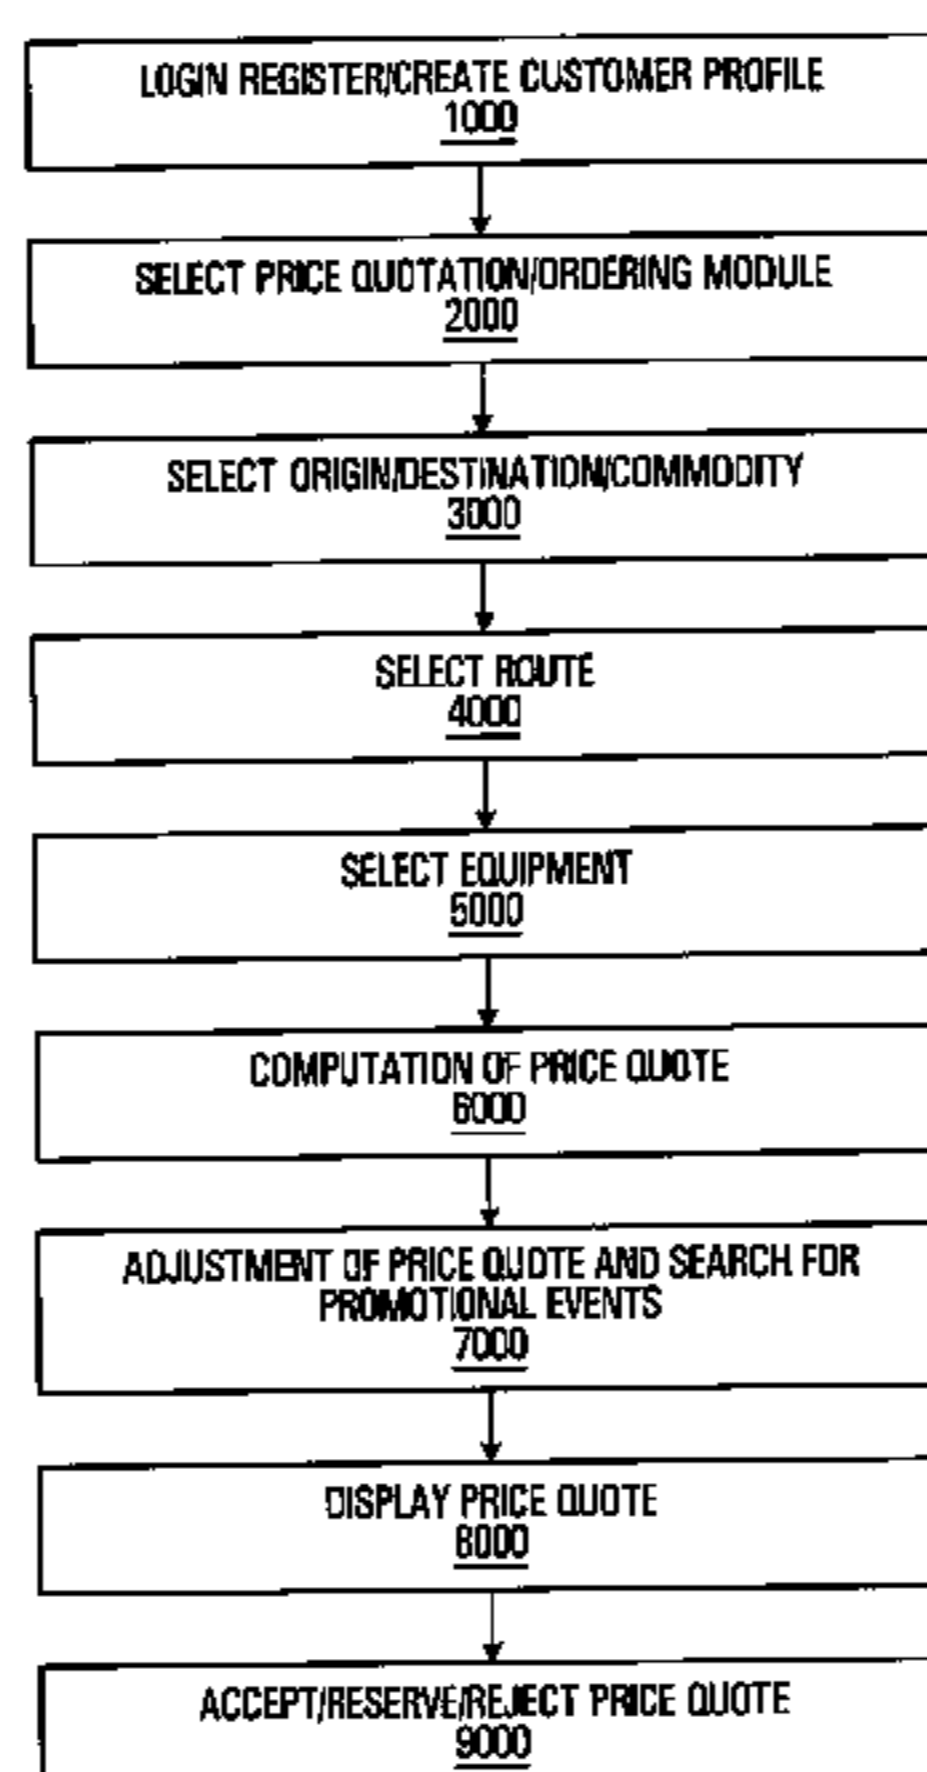 LOGIN REGISTER/CREATE CUSTOMER PROFILE
1000
SELECT PRICE QUOTATION/ORDERING MODULE
2000
SELECT ORIGIN/DESTINATION/COMMODITY
3000
SELECT ROUTE
4000
SELECT EQUIPMENT
5000
COMPUTATION OF PRICE QUOTE
6000
ADJUSTMENT OF PRICE QUOTE AND SEARCH FOR
PROMOTIONAL EVENTS
7000
DISPLAY PRICE QUOTE
8000
ACCEPT/RESERVE/REJECT PRICE QUOTE
9000